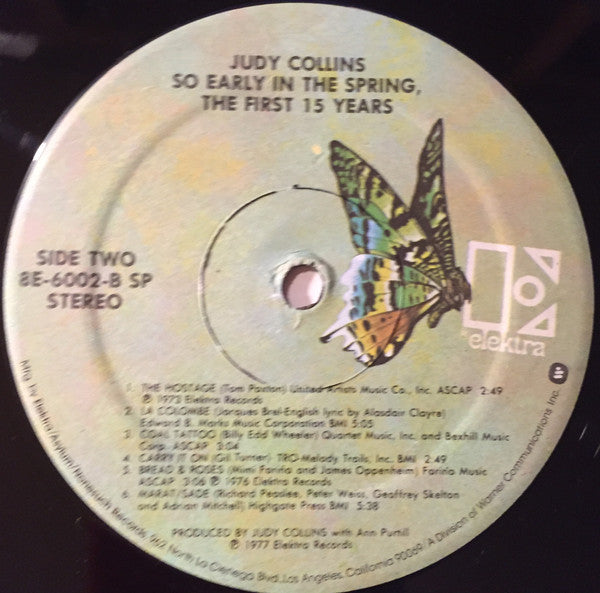 JUDY COLLINS
SO EARLY IN THE SPRING,
THE FIRST 15 YEARS
SIDE TWO
8E-6002-B SP
STEREO
elektra
1. THE HOSTAGE (Tom Paxton) United Artists Music Co., Inc. ASCAP 2:49
℗ 1973 Elektra Records
2. LA COLOMBE (Jacques Brel-English lyric by Alasdair Clayre)
Edward B. Marks Music Corporation BMI 5:05
3. COAL TATTOO (Billy Edd Wheeler) Quartet Music, Inc. and Bexhill Music
Corp. ASCAP 3:04
4. CARRY IT ON (Gil Turner) TRO-Melody Trails, Inc. BMI 2:49
5. BREAD & ROSES (Mimi Fariña and James Oppenheim) Fariña Music
ASCAP 3:06 ℗ 1976 Elektra Records
6. MARAT/SADE (Richard Peaslee, Peter Weiss, Geoffrey Skelton
and Adrian Mitchell) Highgate Press BMI 5:38
PRODUCED BY JUDY COLLINS with Ann Purtill
℗ 1977 Elektra Records
Mfg. by Elektra/Asylum/Nonesuch Records, 962 North La Cienega Blvd., Los Angeles, California 90069. A Division of Warner Communications Inc.